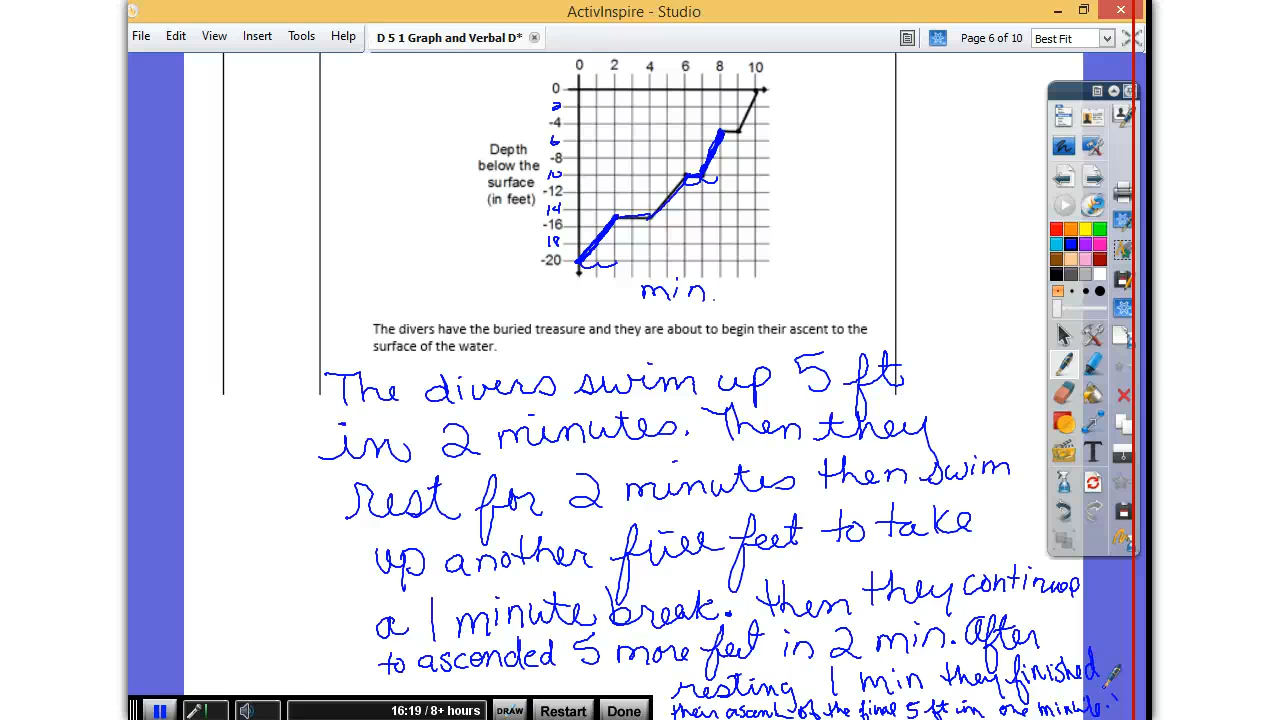 ActivInspire - Studio
File Edit View Insert Tools Help D 5 1 Graph and Verbal D* Page 6 of 10 Best Fit
0 2 4 6 8 10
0
2
-4
6
-8
10
-12
14
-16
18
-20
Depth
below the
surface
(in feet)
min.
The divers have the buried treasure and they are about to begin their ascent to the
surface of the water.
The divers swim up 5 ft
in 2 minutes. Then they
rest for 2 minutes then swim
up another five feet to take
a 1 minute break. Then they continue
to ascended 5 more feet in 2 min. After
resting 1 min they finished
their ascent of the final 5 ft in one minute.
16:19 / 8+ hours DRAW Restart Done